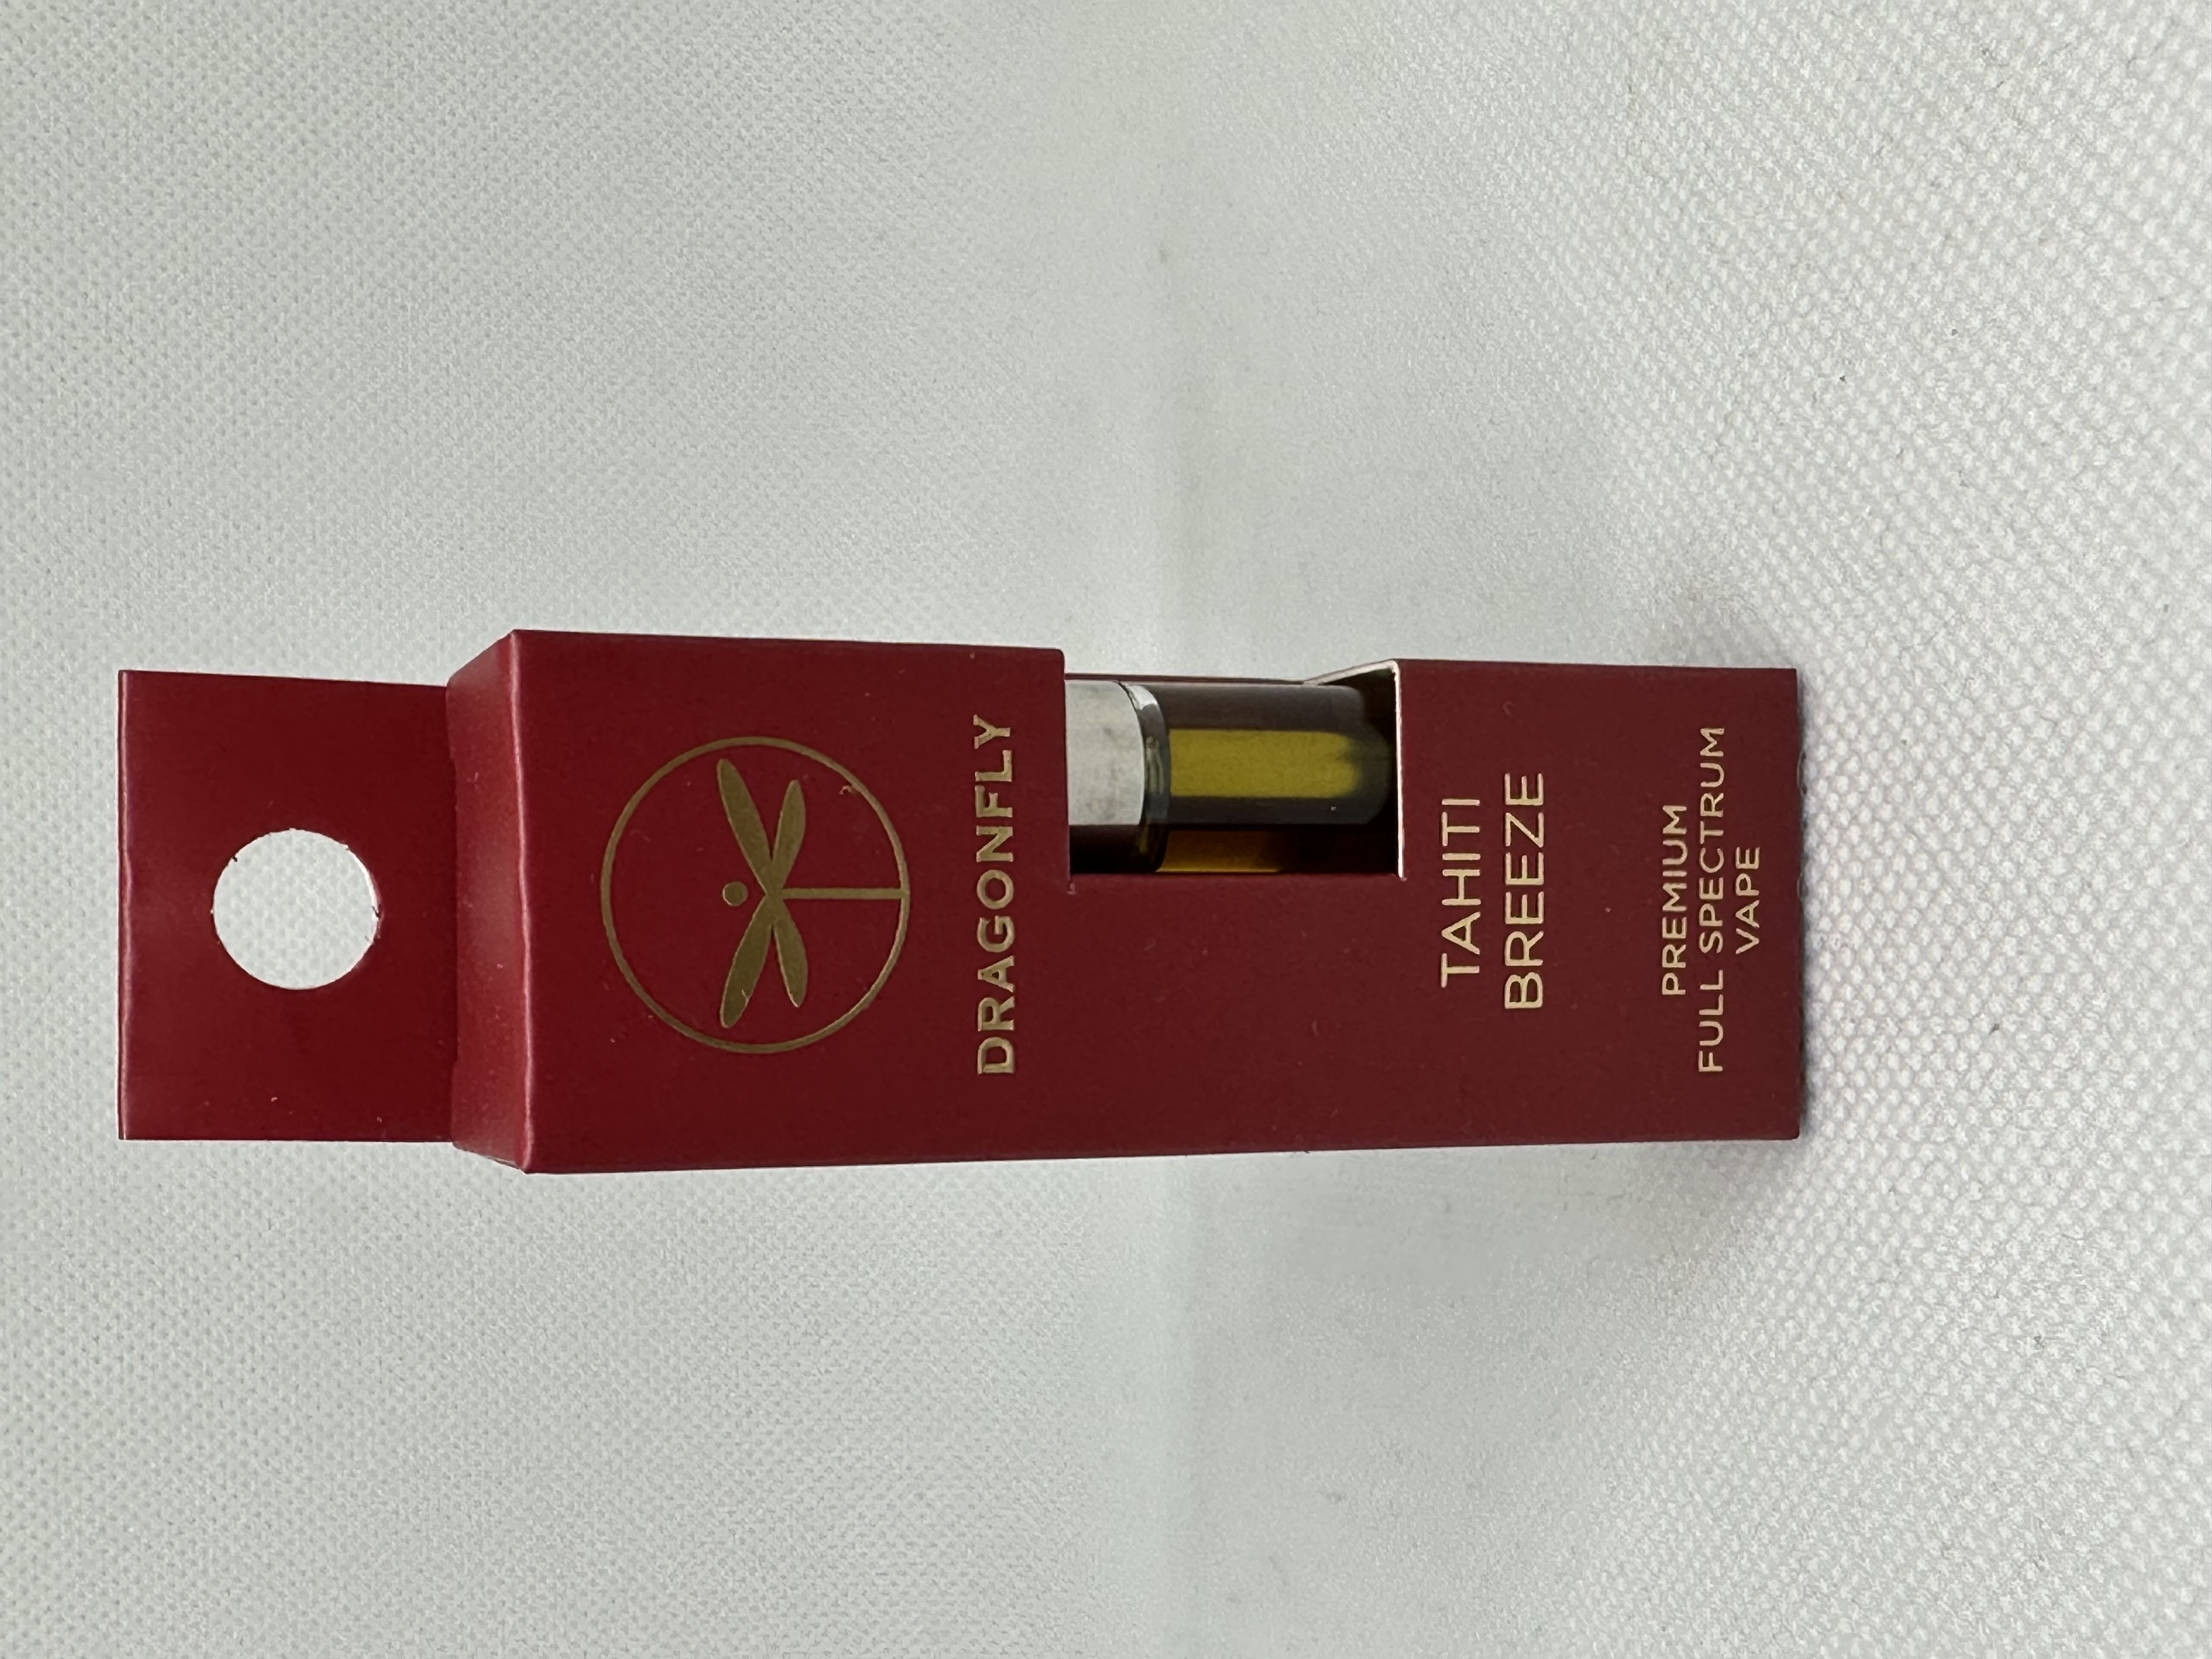 DRAGONFLY
TAHITI
BREEZE
PREMIUM
FULL SPECTRUM
VAPE